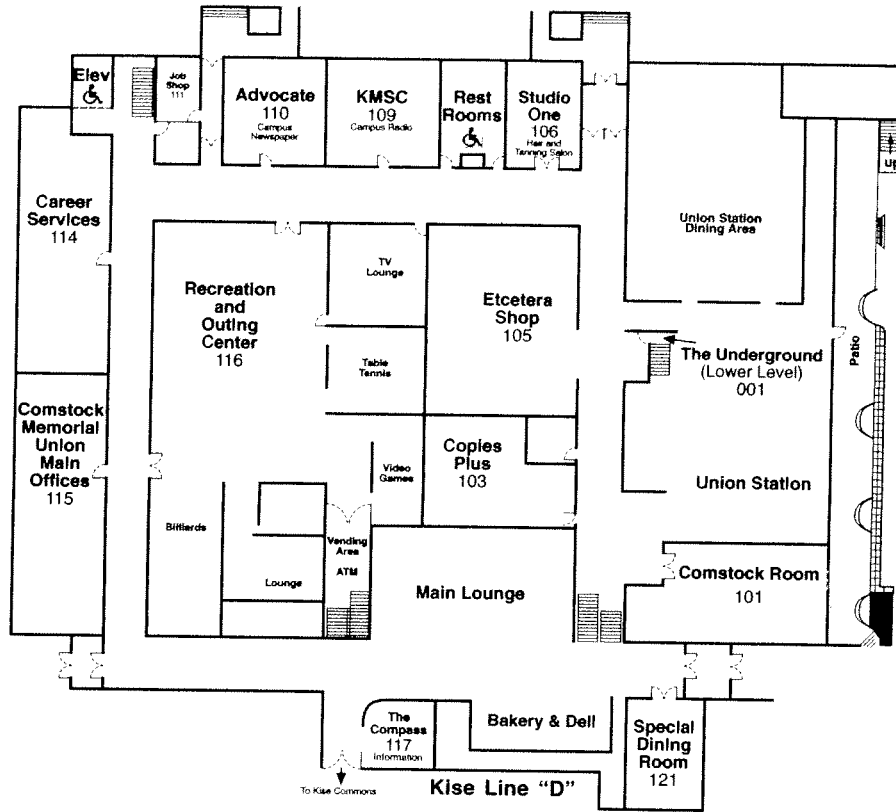 Elev
Job
Shop
111
Advocate
110
Campus
Newspaper
KMSC
109
Campus Radio
Rest
Rooms
Studio
One
106
Hair and
Tanning Salon
up
Career
Services
114
Union Station
Dining Area
TV
Lounge
Recreation
and
Outing
Center
116
Etcetera
Shop
105
Table
Tennis
The Underground
(Lower Level)
001
Patio
Comstock
Memorial
Union
Main
Offices
115
Copies
Plus
103
Video
Games
Union Station
Billiards
Vending
Area
ATM
Lounge
Main Lounge
Comstock Room
101
The
Compass
117
Information
Bakery & Deli
Special
Dining
Room
121
To Kise Commons
Kise Line "D"